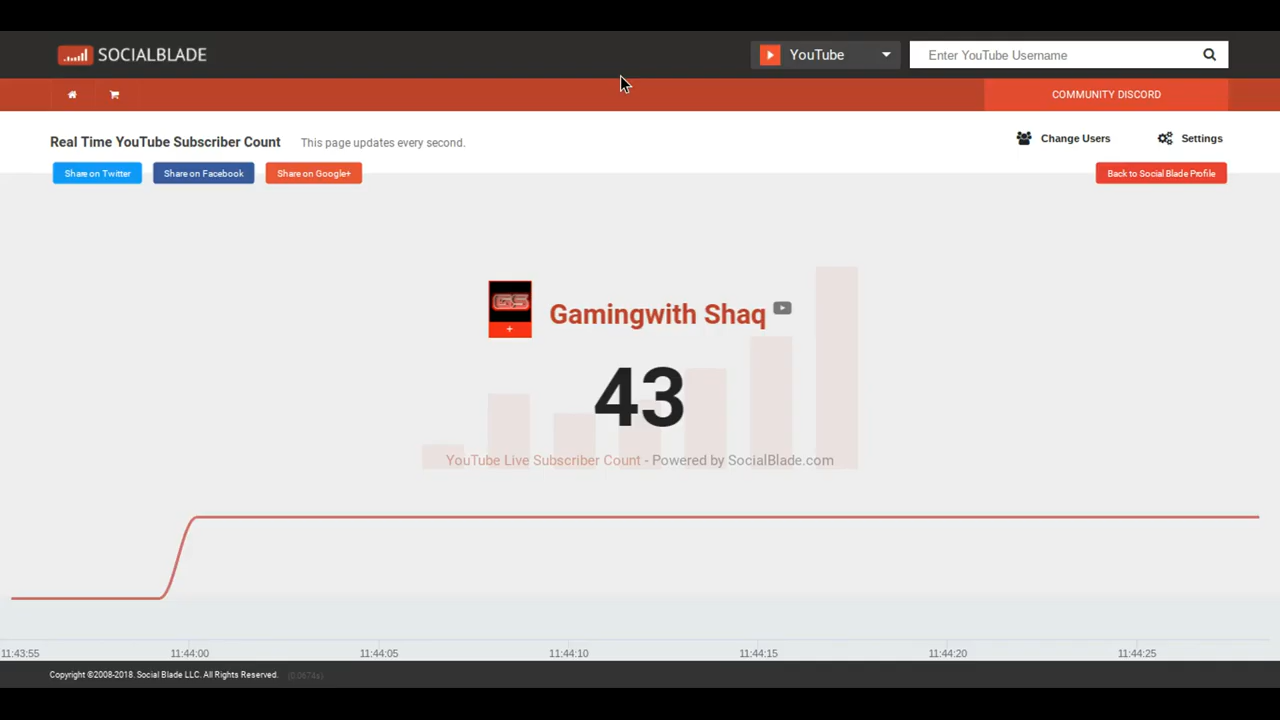 SOCIALBLADE
YouTube
Enter YouTube Username
COMMUNITY DISCORD
Real Time YouTube Subscriber Count
This page updates every second.
Change Users
Settings
Share on Twitter
Share on Facebook
Share on Google+
Back to Social Blade Profile
GS
+
Gamingwith Shaq
43
YouTube Live Subscriber Count - Powered by SocialBlade.com
11:43:55
11:44:00
11:44:05
11:44:10
11:44:15
11:44:20
11:44:25
Copyright ©2008-2018. Social Blade LLC. All Rights Reserved.
(0.0674s)